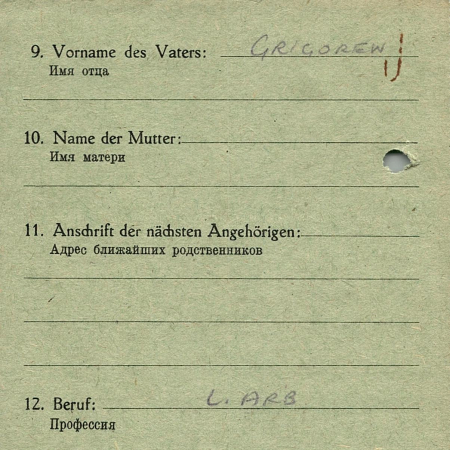 9. Vorname des Vaters: GRIGOREW
Имя отца
10. Name der Mutter:
Имя матери
11. Anschrift der nächsten Angehörigen:
Адрес ближайших родственников
12. Beruf: L. ARB
Профессия